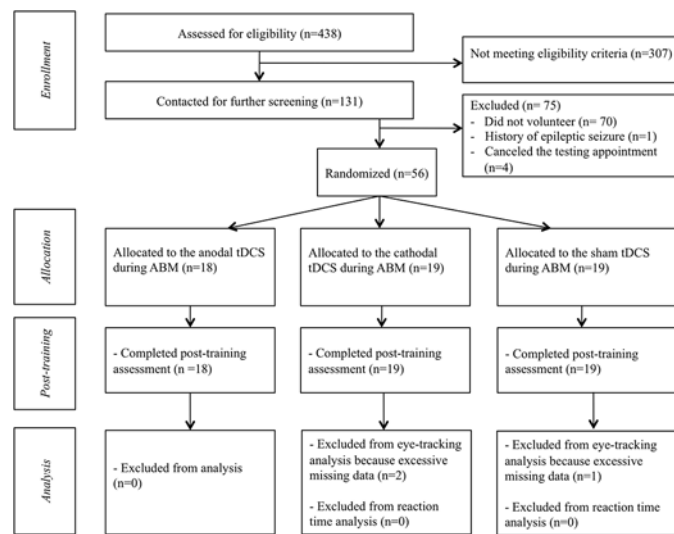 Enrollment
Assessed for eligibility (n=438)
Not meeting eligibility criteria (n=307)
Contacted for further screening (n=131)
Excluded (n=75)
- Did not volunteer (n= 70)
- History of epileptic seizure (n=1)
- Canceled the testing appointment
(n=4)
Randomized (n=56)
Allocation
Allocated to the anodal tDCS
during ABM
(n=18)
Allocated to the cathodal
tDCS during ABM (n=19)
Allocated to the sham tDCS
during ABM (n=19)
Post-training
- Completed post-training
assessment (n =18)
- Completed post-training
assessment (n=19)
- Completed post-training
assessment (n=19)
Analysis
- Excluded from analysis
(n=0)
- Excluded from eye-tracking
analysis because excessive
missing data (n=2)
- Excluded from reaction
time analysis (n=0)
- Excluded from eye-tracking
analysis because excessive
missing data (n=1)
- Excluded from reaction time
analysis (n=0)